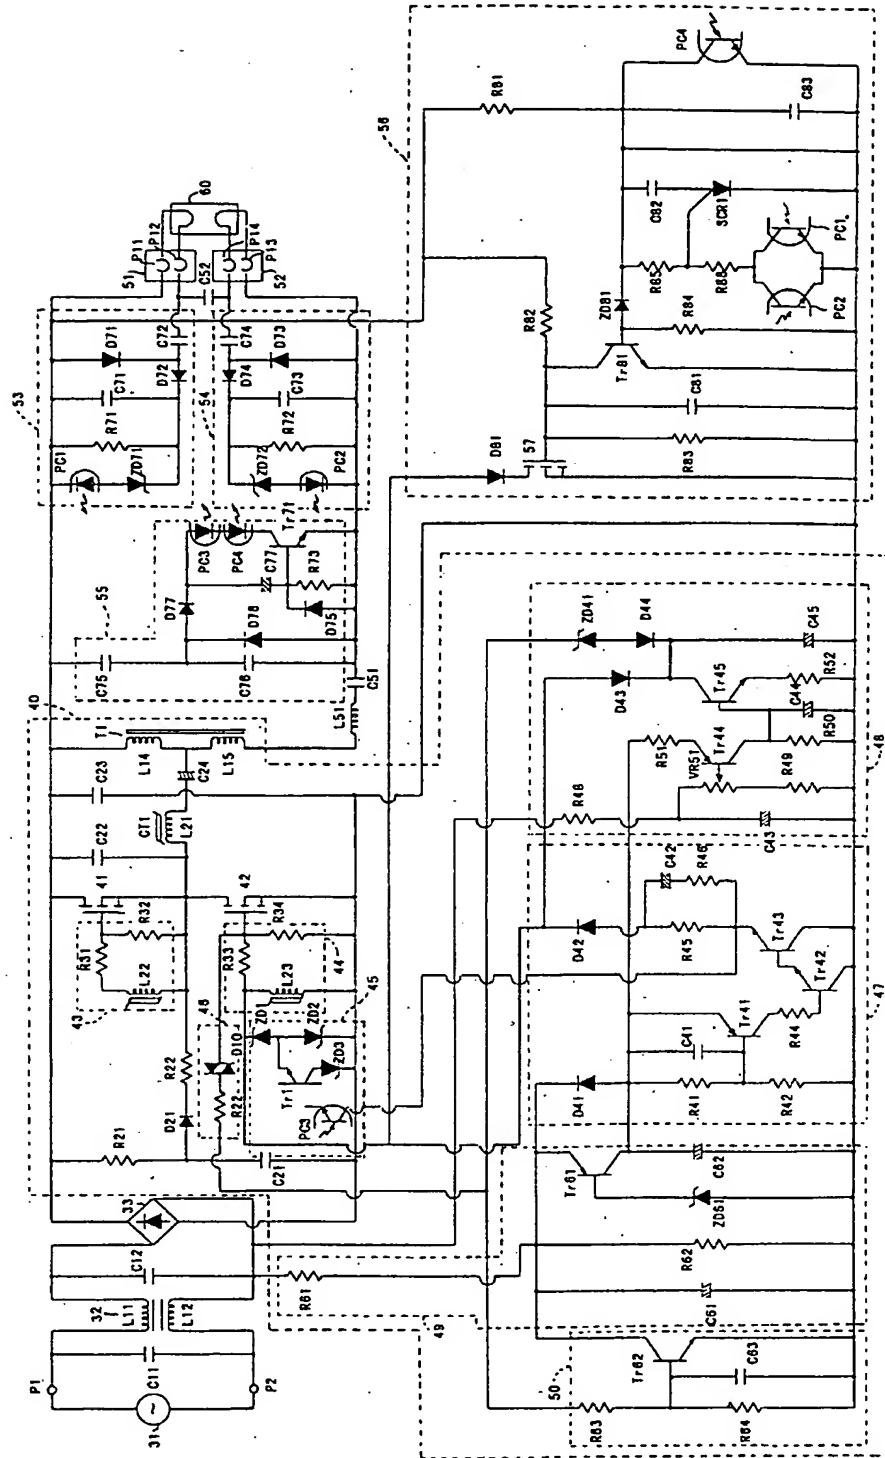 P1
31
P2
C11
32
L11
L12
C12
33
R61
R21
D21
R22
C21
43
R31
L22
R32
41
46
D10
R22
R33
L23
R34
42
44
45
ZD1
ZD2
Tr1
ZD3
PC3
C22
CT1
L21
C23
C24
40
T1
L14
L15
L51
C51
55
C75
C76
D77
D78
C77
D75
R73
PC3
PC4
Tr71
53
PC1
ZD71
R71
C71
D72
D71
C72
54
ZD72
PC2
R72
C73
D74
D73
C74
C52
51
P11
P12
60
P14
P13
52
56
R81
PC4
C83
C82
SCR1
R82
ZD81
R85
R86
PC1
PC2
Tr81
R84
C81
R83
D81
57
49
50
R63
R64
Tr62
C63
C61
R62
ZD61
Tr61
C62
47
D41
R41
R42
C41
Tr41
R44
Tr42
Tr43
D42
R45
C42
R46
48
R48
C43
VR51
R49
R51
Tr44
R50
C44
Tr45
R52
D43
ZD41
D44
C45